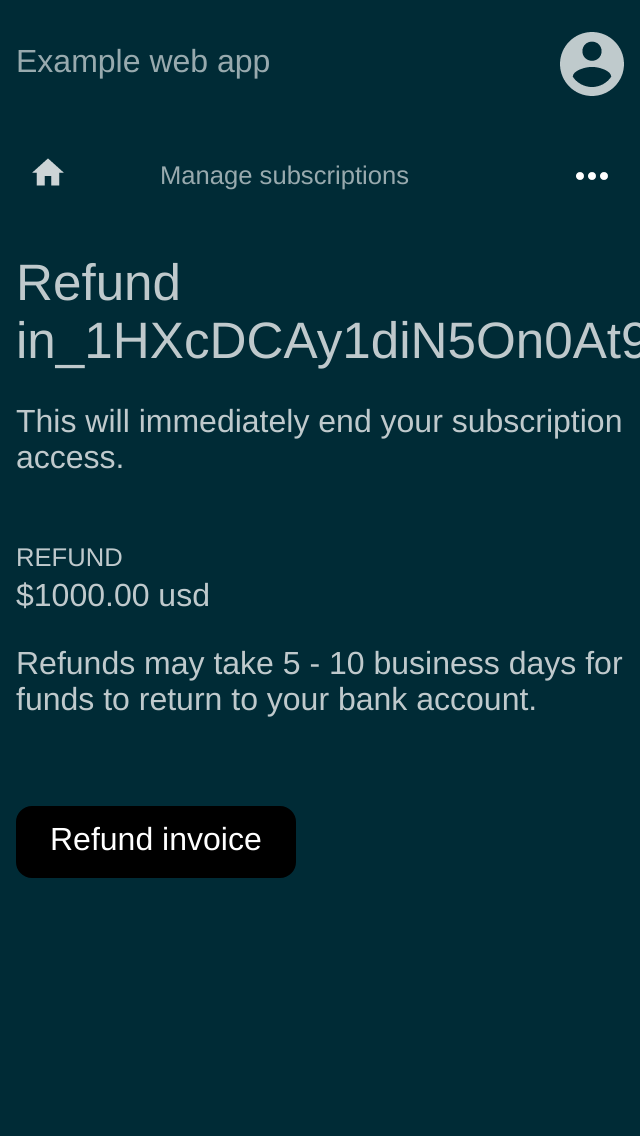 Example web app
Manage subscriptions
Refund
in_1HXcDCAy1diN5On0At9
This will immediately end your subscription
access.
REFUND
$1000.00 usd
Refunds may take 5 - 10 business days for
funds to return to your bank account.
Refund invoice